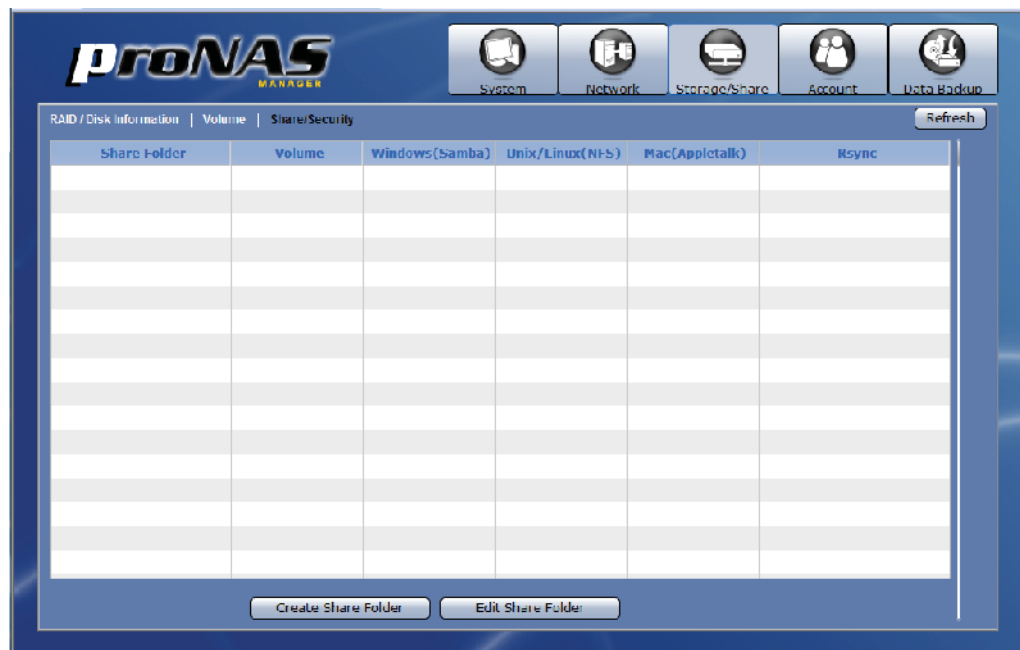 proNAS
MANAGER
System Network Storage/Share Account Data Backup
RAID / Disk Information | Volume | Share/Security
Refresh
Share Folder Volume Windows(Samba) Unix/Linux(NFS) Mac(Appletalk) Rsync
Create Share Folder Edit Share Folder